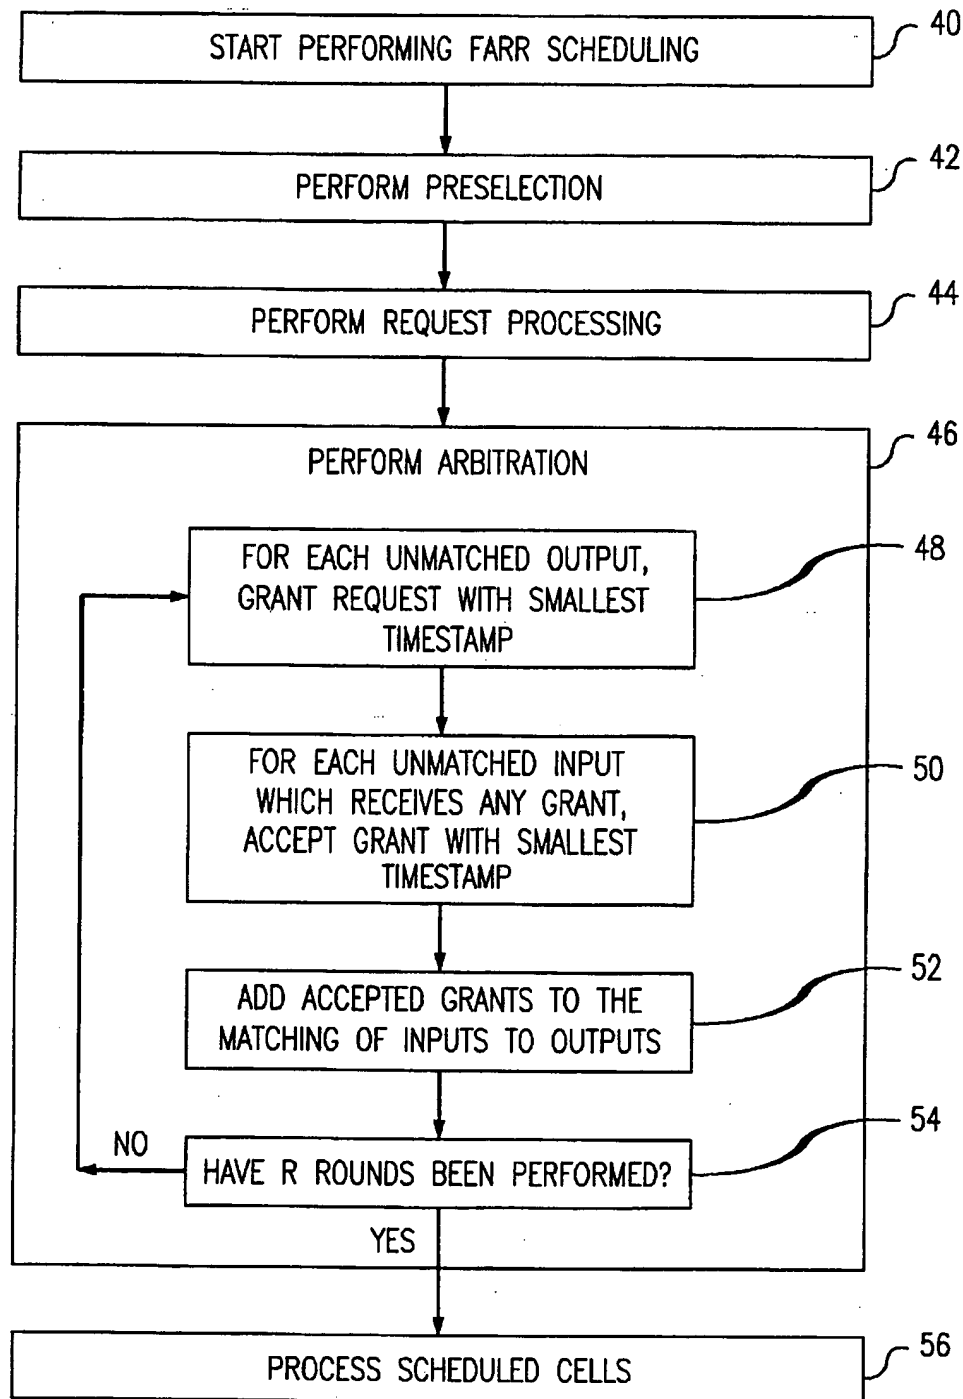 START PERFORMING FARR SCHEDULING
40
PERFORM PRESELECTION
42
PERFORM REQUEST PROCESSING
44
PERFORM ARBITRATION
46
FOR EACH UNMATCHED OUTPUT,
GRANT REQUEST WITH SMALLEST
TIMESTAMP
48
FOR EACH UNMATCHED INPUT
WHICH RECEIVES ANY GRANT,
ACCEPT GRANT WITH SMALLEST
TIMESTAMP
50
ADD ACCEPTED GRANTS TO THE
MATCHING OF INPUTS TO OUTPUTS
52
HAVE R ROUNDS BEEN PERFORMED?
54
NO
YES
PROCESS SCHEDULED CELLS
56